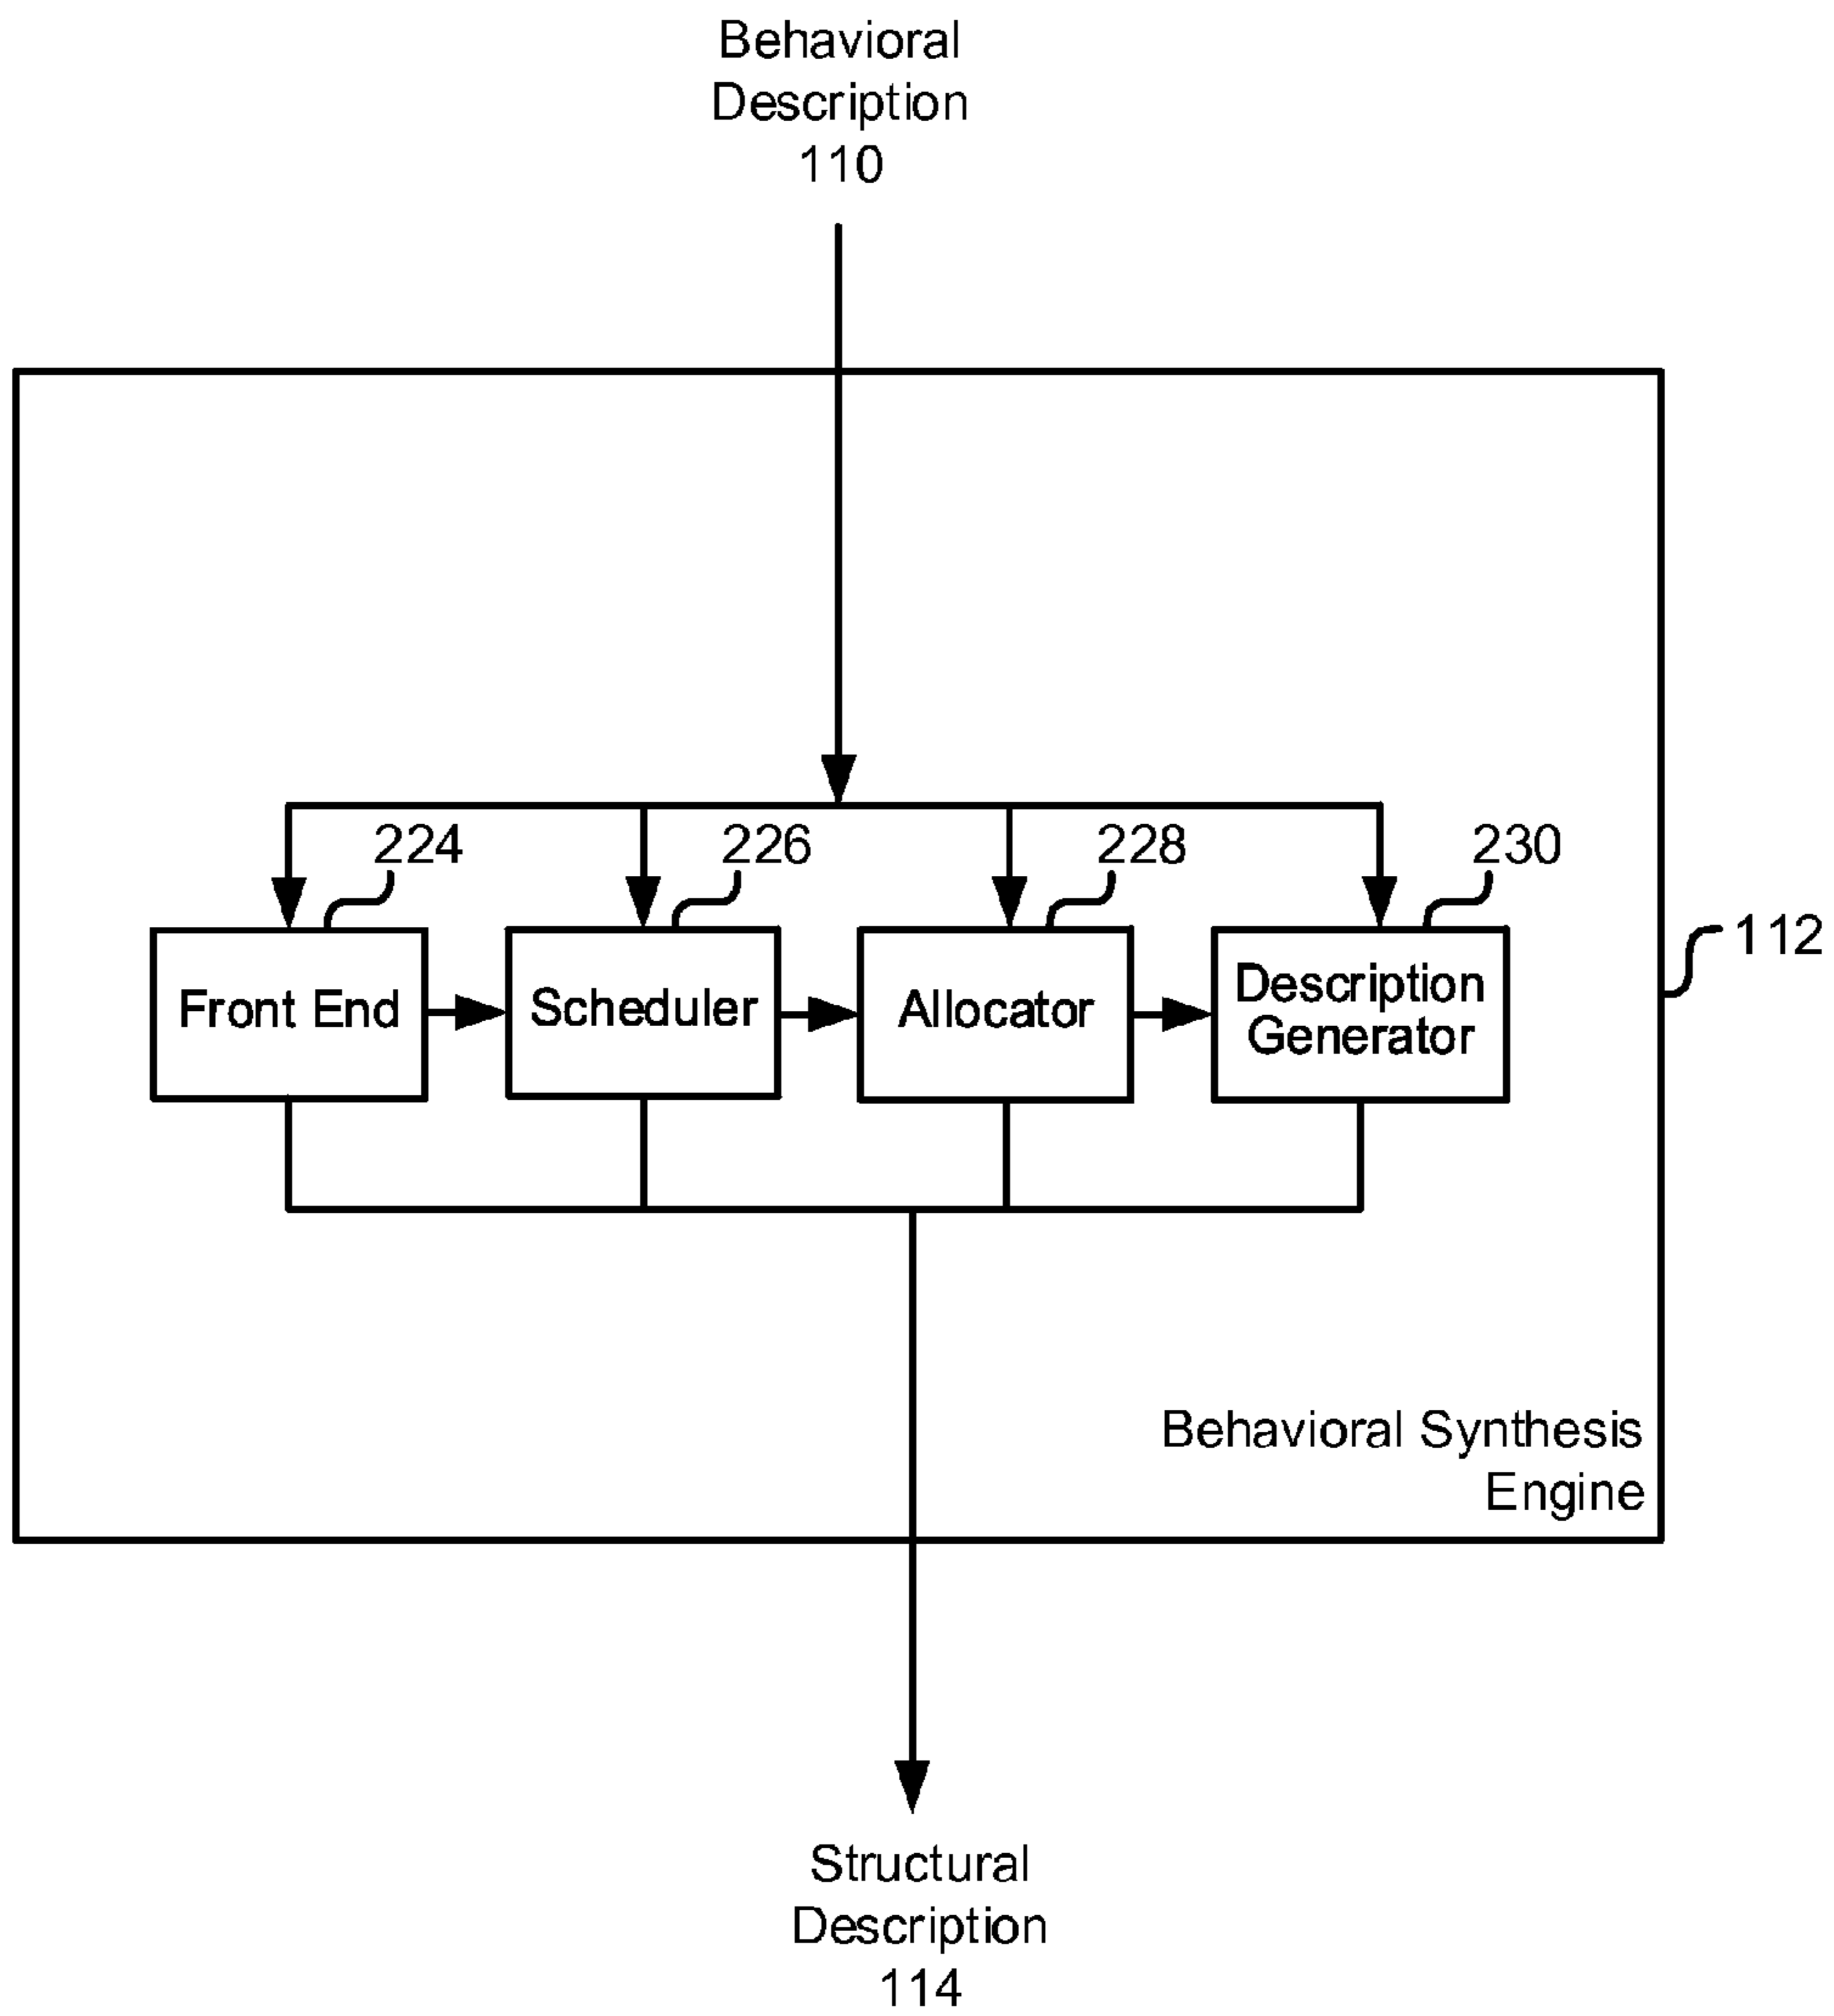 Behavioral
Description
110
224
226
228
230
112
Front End
Scheduler
Allocator
Description
Generator
Behavioral Synthesis
Engine
Structural
Description
114